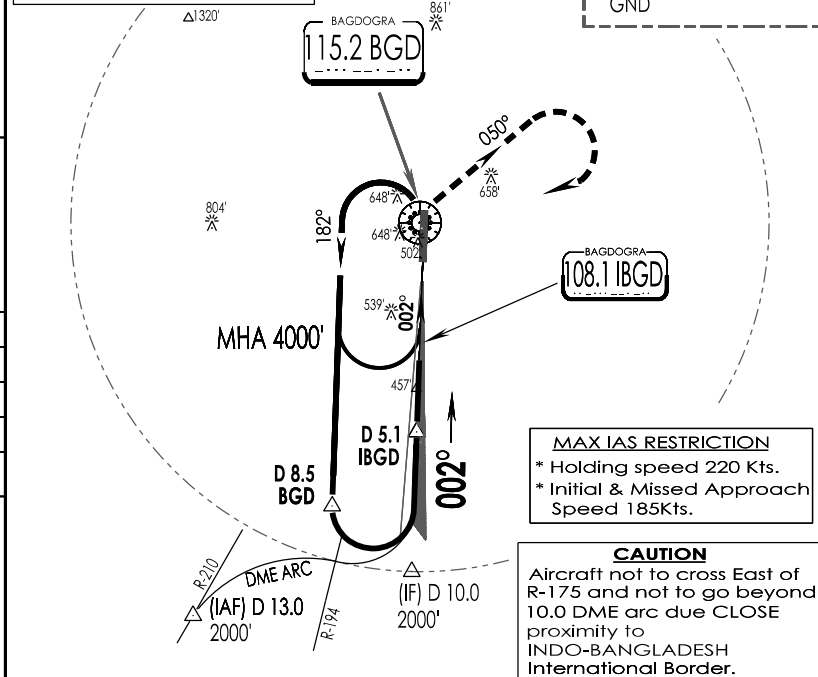 GND
1320'
861'
BAGDOGRA
115.2 BGD
050°
658'
648'
804'
182°
648'
502
BAGDOGRA
108.1 IBGD
539'
002°
MHA 4000'
457'
D 5.1
IBGD
002°
D 8.5
BGD
MAX IAS RESTRICTION
* Holding speed 220 Kts.
* Initial & Missed Approach
Speed 185Kts.
R-210
DME ARC
(IAF) D 13.0
2000'
R-194
(IF) D 10.0
2000'
CAUTION
Aircraft not to cross East of
R-175 and not to go beyond
10.0 DME arc due CLOSE
proximity to
INDO-BANGLADESH
International Border.